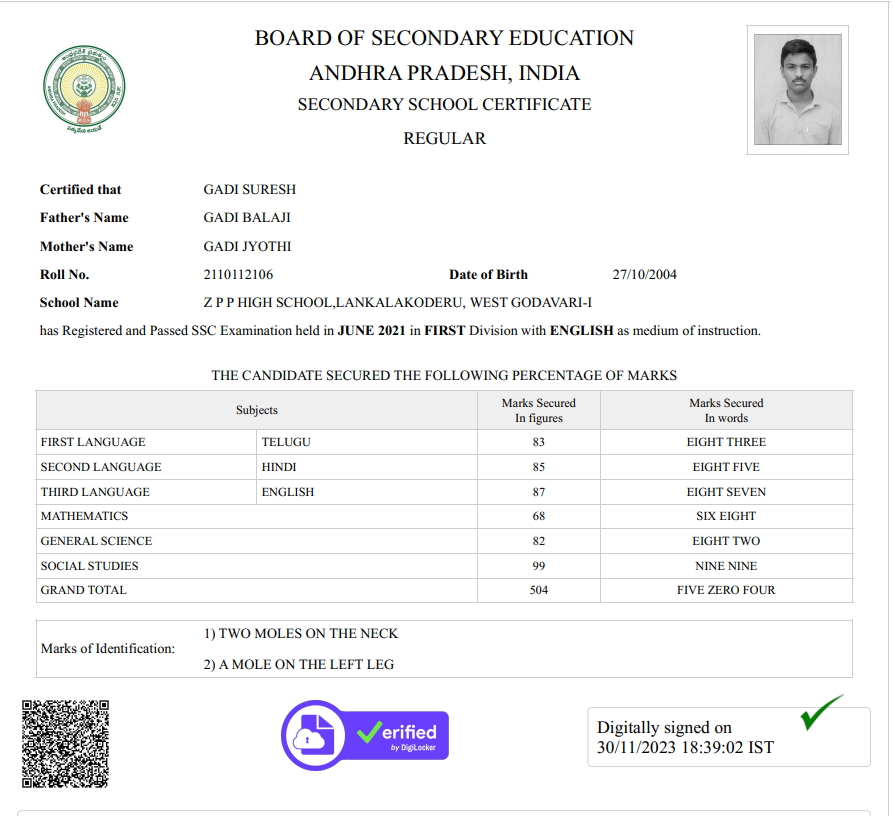 BOARD OF SECONDARY EDUCATION
ANDHRA PRADESH, INDIA
SECONDARY SCHOOL CERTIFICATE
REGULAR
Certified that GADI SURESH
Father's Name GADI BALAJI
Mother's Name GADI JYOTHI
Roll No. 2110112106 Date of Birth 27/10/2004
School Name Z P P HIGH SCHOOL,LANKALAKODERU, WEST GODAVARI-I
has Registered and Passed SSC Examination held in JUNE 2021 in FIRST Division with ENGLISH as medium of instruction.
THE CANDIDATE SECURED THE FOLLOWING PERCENTAGE OF MARKS
Subjects Marks Secured In figures Marks Secured In words
FIRST LANGUAGE TELUGU 83 EIGHT THREE
SECOND LANGUAGE HINDI 85 EIGHT FIVE
THIRD LANGUAGE ENGLISH 87 EIGHT SEVEN
MATHEMATICS 68 SIX EIGHT
GENERAL SCIENCE 82 EIGHT TWO
SOCIAL STUDIES 99 NINE NINE
GRAND TOTAL 504 FIVE ZERO FOUR
Marks of Identification:
1) TWO MOLES ON THE NECK
2) A MOLE ON THE LEFT LEG
erified
by DigiLocker
Digitally signed on
30/11/2023 18:39:02 IST